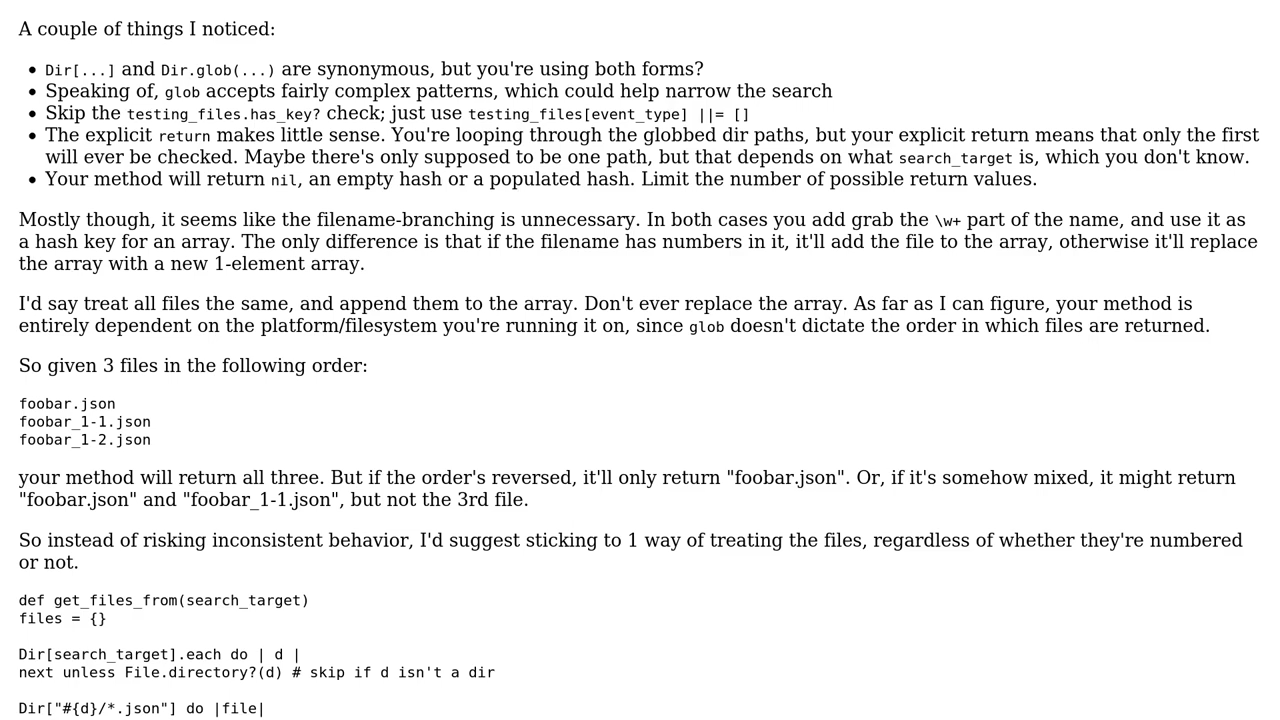 A couple of things I noticed:
• Dir[...] and Dir.glob(...) are synonymous, but you're using both forms?
• Speaking of, glob accepts fairly complex patterns, which could help narrow the search
• Skip the testing_files.has_key? check; just use testing_files[event_type] ||= []
• The explicit return makes little sense. You're looping through the globbed dir paths, but your explicit return means that only the first
will ever be checked. Maybe there's only supposed to be one path, but that depends on what search_target is, which you don't know.
• Your method will return nil, an empty hash or a populated hash. Limit the number of possible return values.
Mostly though, it seems like the filename-branching is unnecessary. In both cases you add grab the \w+ part of the name, and use it as
a hash key for an array. The only difference is that if the filename has numbers in it, it'll add the file to the array, otherwise it'll replace
the array with a new 1-element array.
I'd say treat all files the same, and append them to the array. Don't ever replace the array. As far as I can figure, your method is
entirely dependent on the platform/filesystem you're running it on, since glob doesn't dictate the order in which files are returned.
So given 3 files in the following order:
foobar.json
foobar_1-1.json
foobar_1-2.json
your method will return all three. But if the order's reversed, it'll only return "foobar.json". Or, if it's somehow mixed, it might return
"foobar.json" and "foobar_1-1.json", but not the 3rd file.
So instead of risking inconsistent behavior, I'd suggest sticking to 1 way of treating the files, regardless of whether they're numbered
or not.
def get_files_from(search_target)
files = {}
Dir[search_target].each do | d |
next unless File.directory?(d) # skip if d isn't a dir
Dir["#{d}/*.json"] do |file|